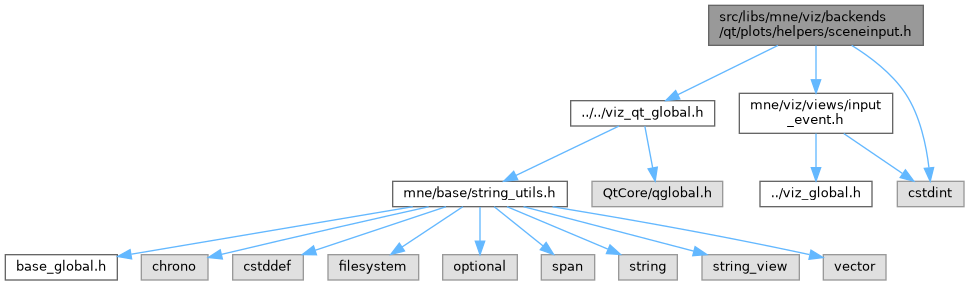 src/libs/mne/viz/backends
/qt/plots/helpers/sceneinput.h
../../viz_qt_global.h
mne/viz/views/input
_event.h
mne/base/string_utils.h
QtCore/qglobal.h
../viz_global.h
cstdint
base_global.h
chrono
cstddef
filesystem
optional
span
string
string_view
vector